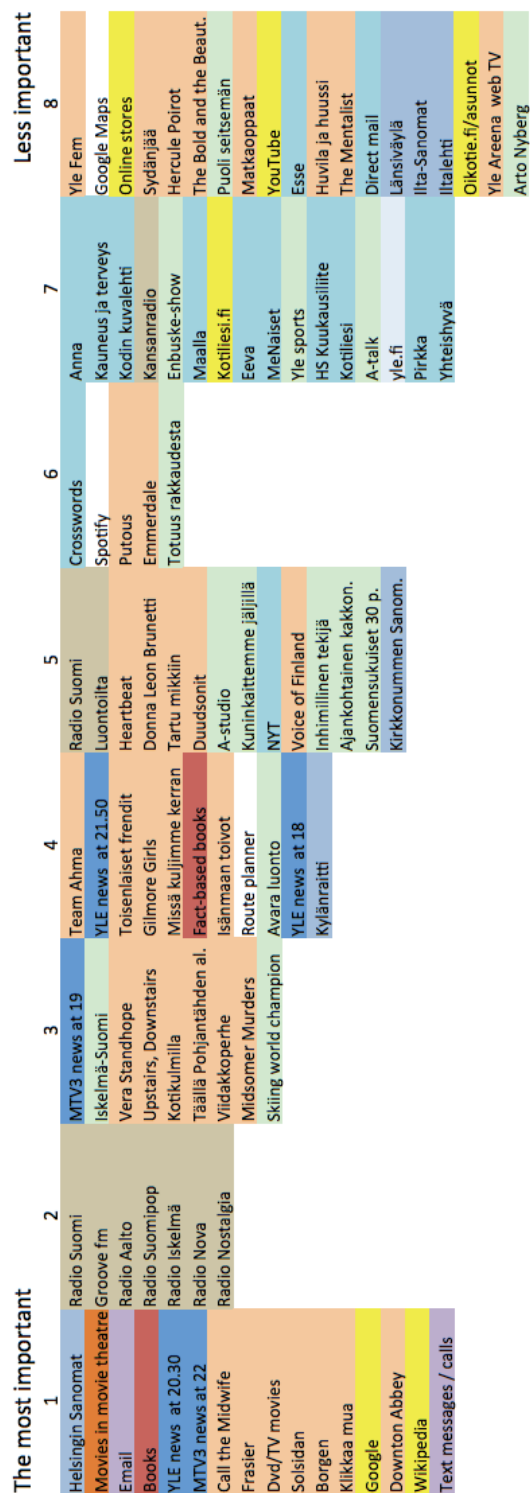 The most important
Less important
1
2
3
4
5
6
7
8
Helsingin Sanomat
Movies in movie theatre
Email
Books
YLE news at 20.30
MTV3 news at 22
Call the Midwife
Frasier
Dvd/TV movies
Solsidan
Borgen
Klikkaa mua
Google
Downton Abbey
Wikipedia
Text messages / calls
Radio Suomi
Groove fm
Radio Aalto
Radio Suomipop
Radio Iskelmä
Radio Nova
Radio Nostalgia
MTV3 news at 19
Iskelmä-Suomi
Vera Standhope
Upstairs, Downstairs
Kotikulmilla
Täällä Pohjantähden al.
Viidakkoperhe
Midsomer Murders
Skiing world champion
Team Ahma
YLE news at 21.50
Toisenlaiset frendit
Gilmore Girls
Missä kuljimme kerran
Fact-based books
Isänmaan toivot
Route planner
Avara luonto
YLE news at 18
Kylänraitti
Radio Suomi
Luontoilta
Heartbeat
Donna Leon Brunetti
Tartu mikkiin
Duudsonit
A-studio
Kuninkaittemme jäljillä
NYT
Voice of Finland
Inhimillinen tekijä
Ajankohtainen kakkon.
Suomensukuiset 30 p.
Kirkkonummen Sanom.
Crosswords
Spotify
Putous
Emmerdale
Totuus rakkaudesta
Anna
Kauneus ja terveys
Kodin kuvalehti
Kansanradio
Enbuske-show
Maalla
Kotiliesi.fi
Eeva
MeNaiset
Yle sports
HS Kuukausiliite
Kotiliesi
A-talk
yle.fi
Pirkka
Yhteishyvä
Yle Fem
Google Maps
Online stores
Sydänjää
Hercule Poirot
The Bold and the Beaut.
Puoli seitsemän
Matkaoppaat
YouTube
Esse
Huvila ja huussi
The Mentalist
Direct mail
Länsiväylä
Ilta-Sanomat
Iltalehti
Oikotie.fi/asunnot
Yle Areena web TV
Arto Nyberg